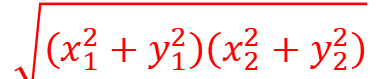 √((x₁² + y₁²)(x₂² + y₂²))